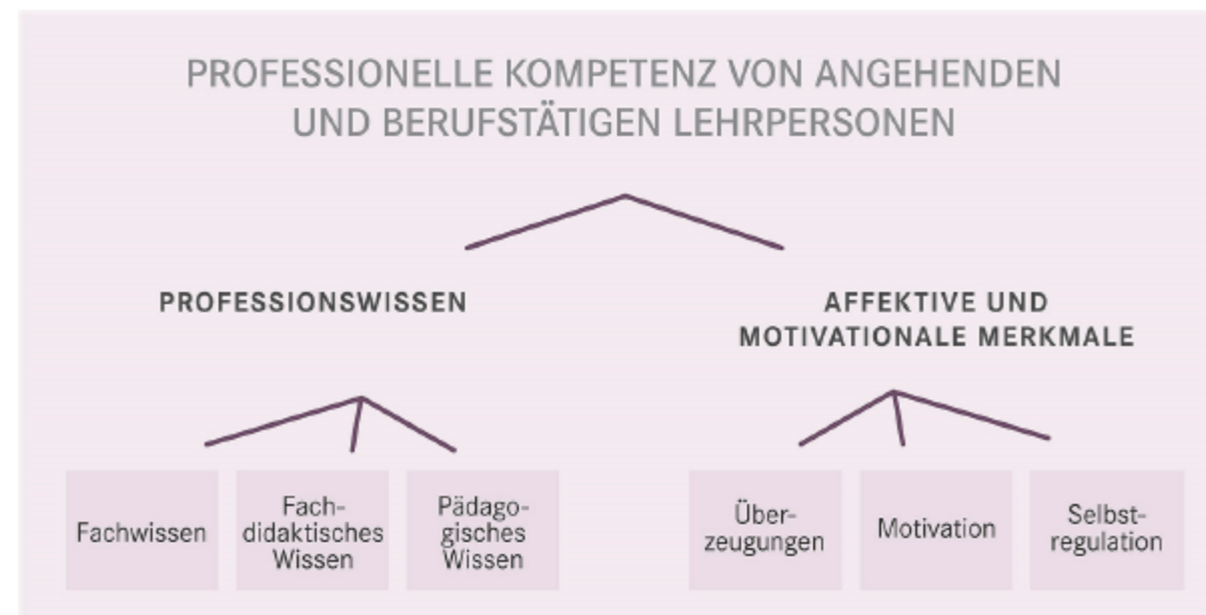 PROFESSIONELLE KOMPETENZ VON ANGEHENDEN
UND BERUFSTÄTIGEN LEHRPERSONEN
PROFESSIONSWISSEN
AFFEKTIVE UND
MOTIVATIONALE MERKMALE
Fachwissen
Fach-
didaktisches
Wissen
Pädago-
gisches
Wissen
Über-
zeugungen
Motivation
Selbst-
regulation